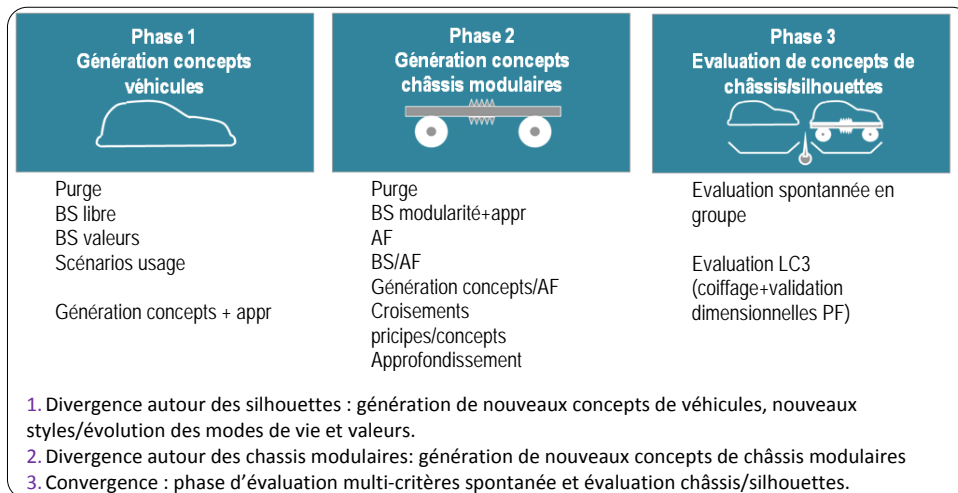 Phase 1
Génération concepts
véhicules
Phase 2
Génération concepts
châssis modulaires
Phase 3
Evaluation de concepts de
châssis/silhouettes
Purge
BS libre
BS valeurs
Scénarios usage
Génération concepts + appr
Purge
BS modularité+appr
AF
BS/AF
Génération concepts/AF
Croisements
pricipes/concepts
Approfondissement
Evaluation spontannée en
groupe
Evaluation LC3
(coiffage+validation
dimensionnelles PF)
1. Divergence autour des silhouettes : génération de nouveaux concepts de véhicules, nouveaux
styles/évolution des modes de vie et valeurs.
2. Divergence autour des chassis modulaires: génération de nouveaux concepts de châssis modulaires
3. Convergence : phase d'évaluation multi-critères spontanée et évaluation châssis/silhouettes.